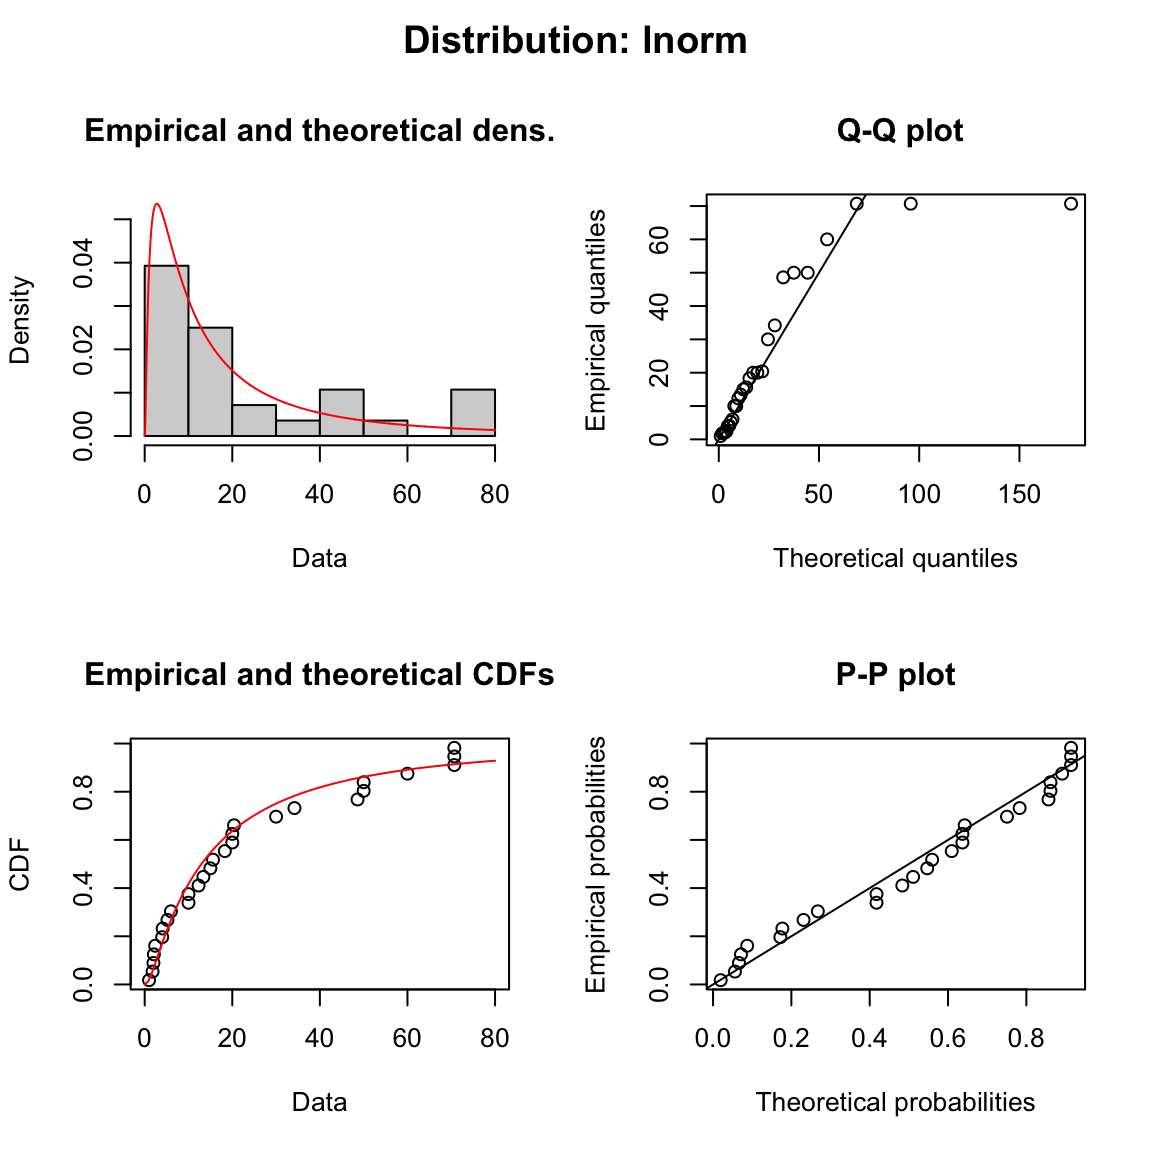 Distribution: lnorm
Empirical and theoretical dens.
Density
0.00 0.02 0.04
0 20 40 60 80
Data
Q-Q plot
Empirical quantiles
0 20 40 60
0 50 100 150
Theoretical quantiles
Empirical and theoretical CDFs
CDF
0.0 0.4 0.8
0 20 40 60 80
Data
P-P plot
Empirical probabilities
0.0 0.4 0.8
0.0 0.2 0.4 0.6 0.8
Theoretical probabilities